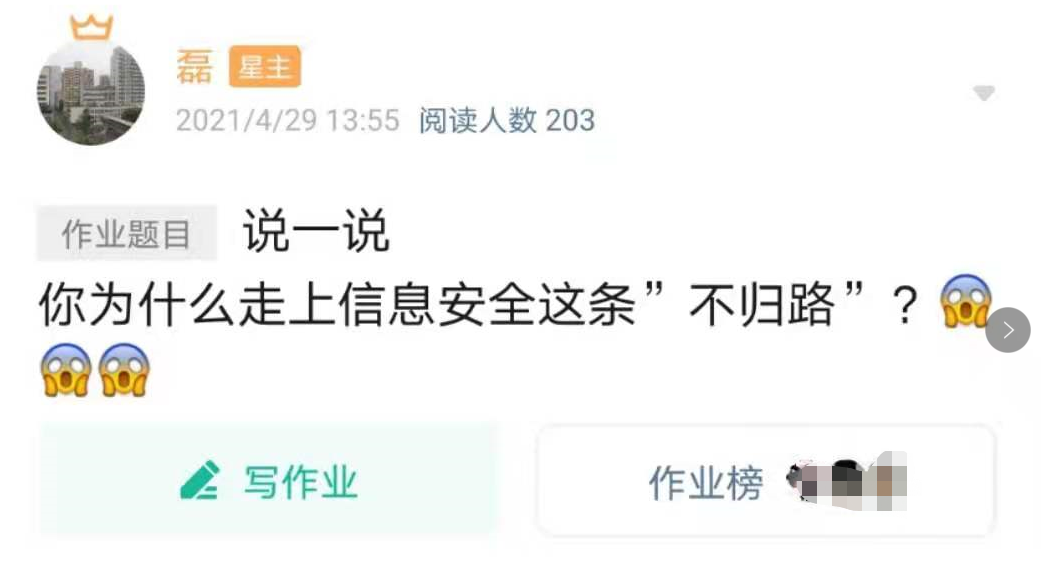 磊 星主
2021/4/29 13:55 阅读人数 203
作业题目 说一说
你为什么走上信息安全这条”不归路”？😱
😱😱
写作业
作业榜